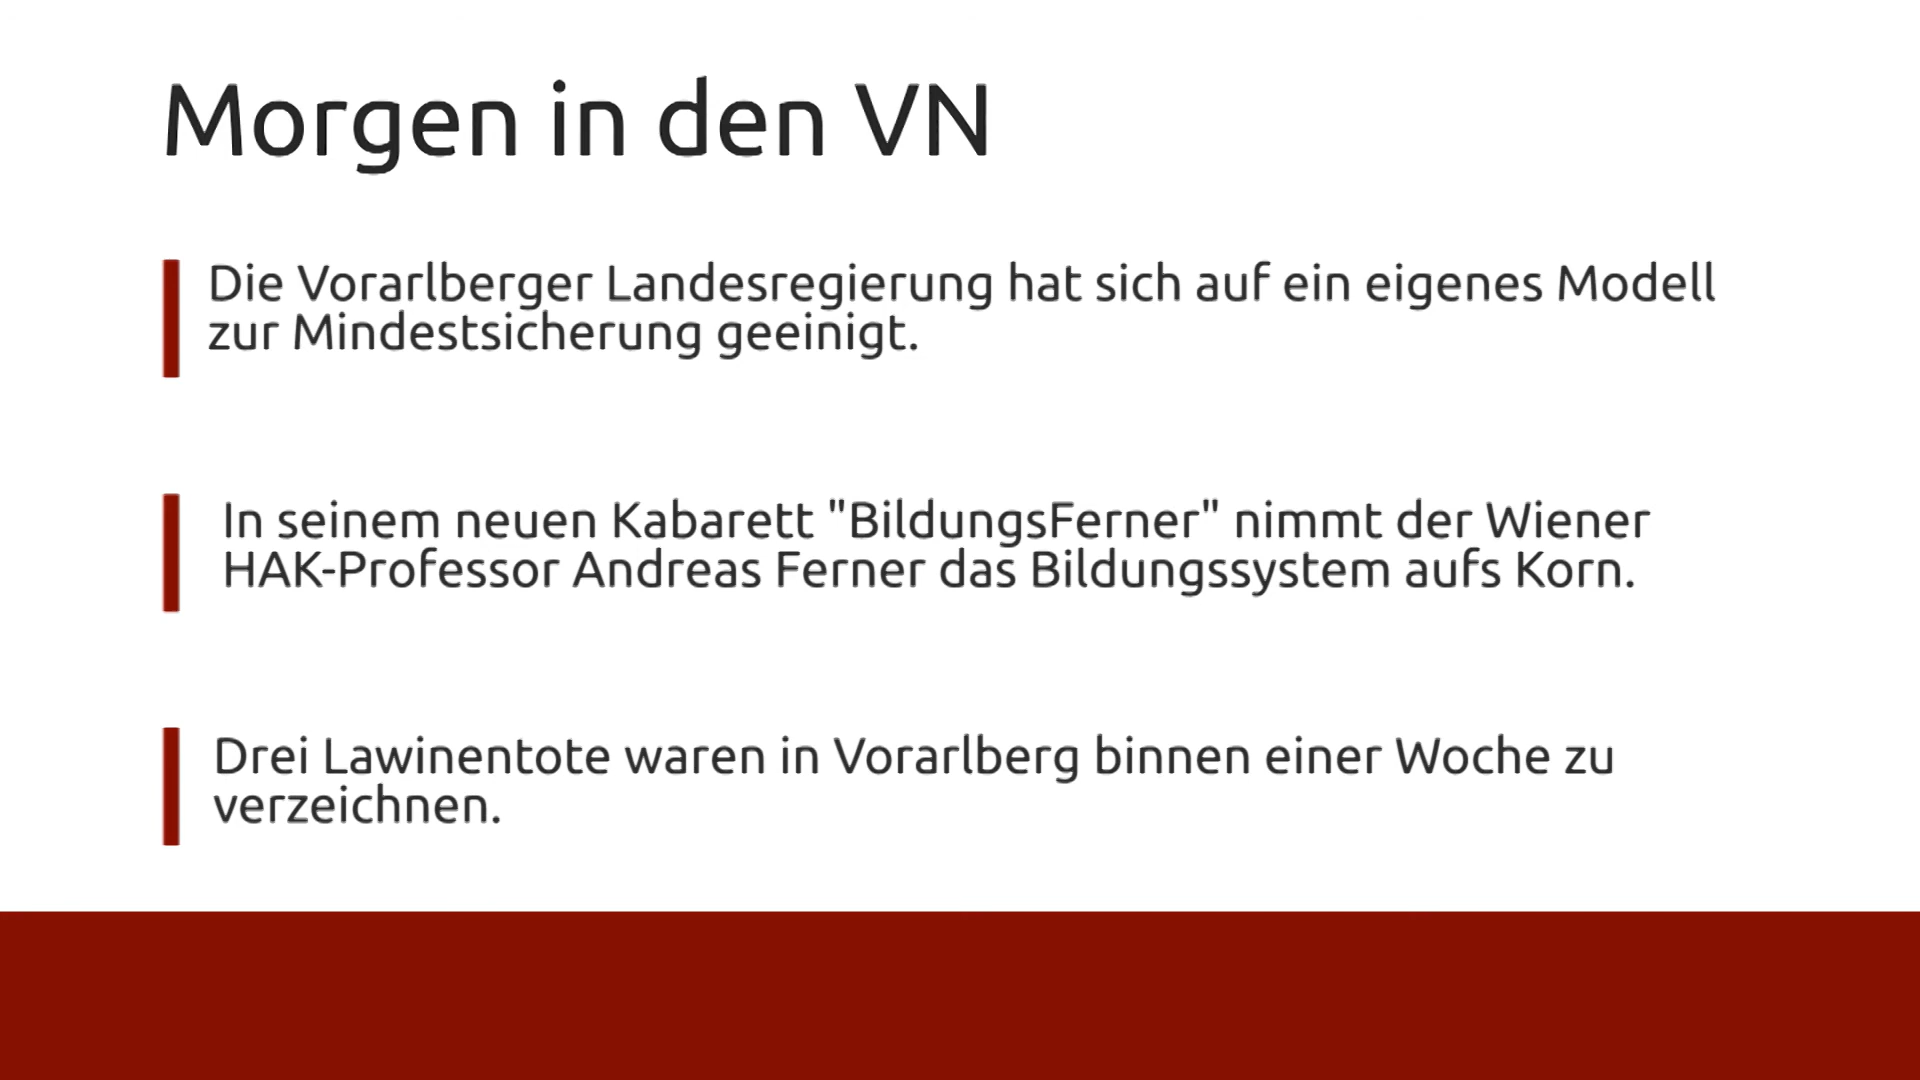 Morgen in den VN
Die Vorarlberger Landesregierung hat sich auf ein eigenes Modell
zur Mindestsicherung geeinigt.
In seinem neuen Kabarett "BildungsFerner" nimmt der Wiener
HAK-Professor Andreas Ferner das Bildungssystem aufs Korn.
Drei Lawinentote waren in Vorarlberg binnen einer Woche zu
verzeichnen.